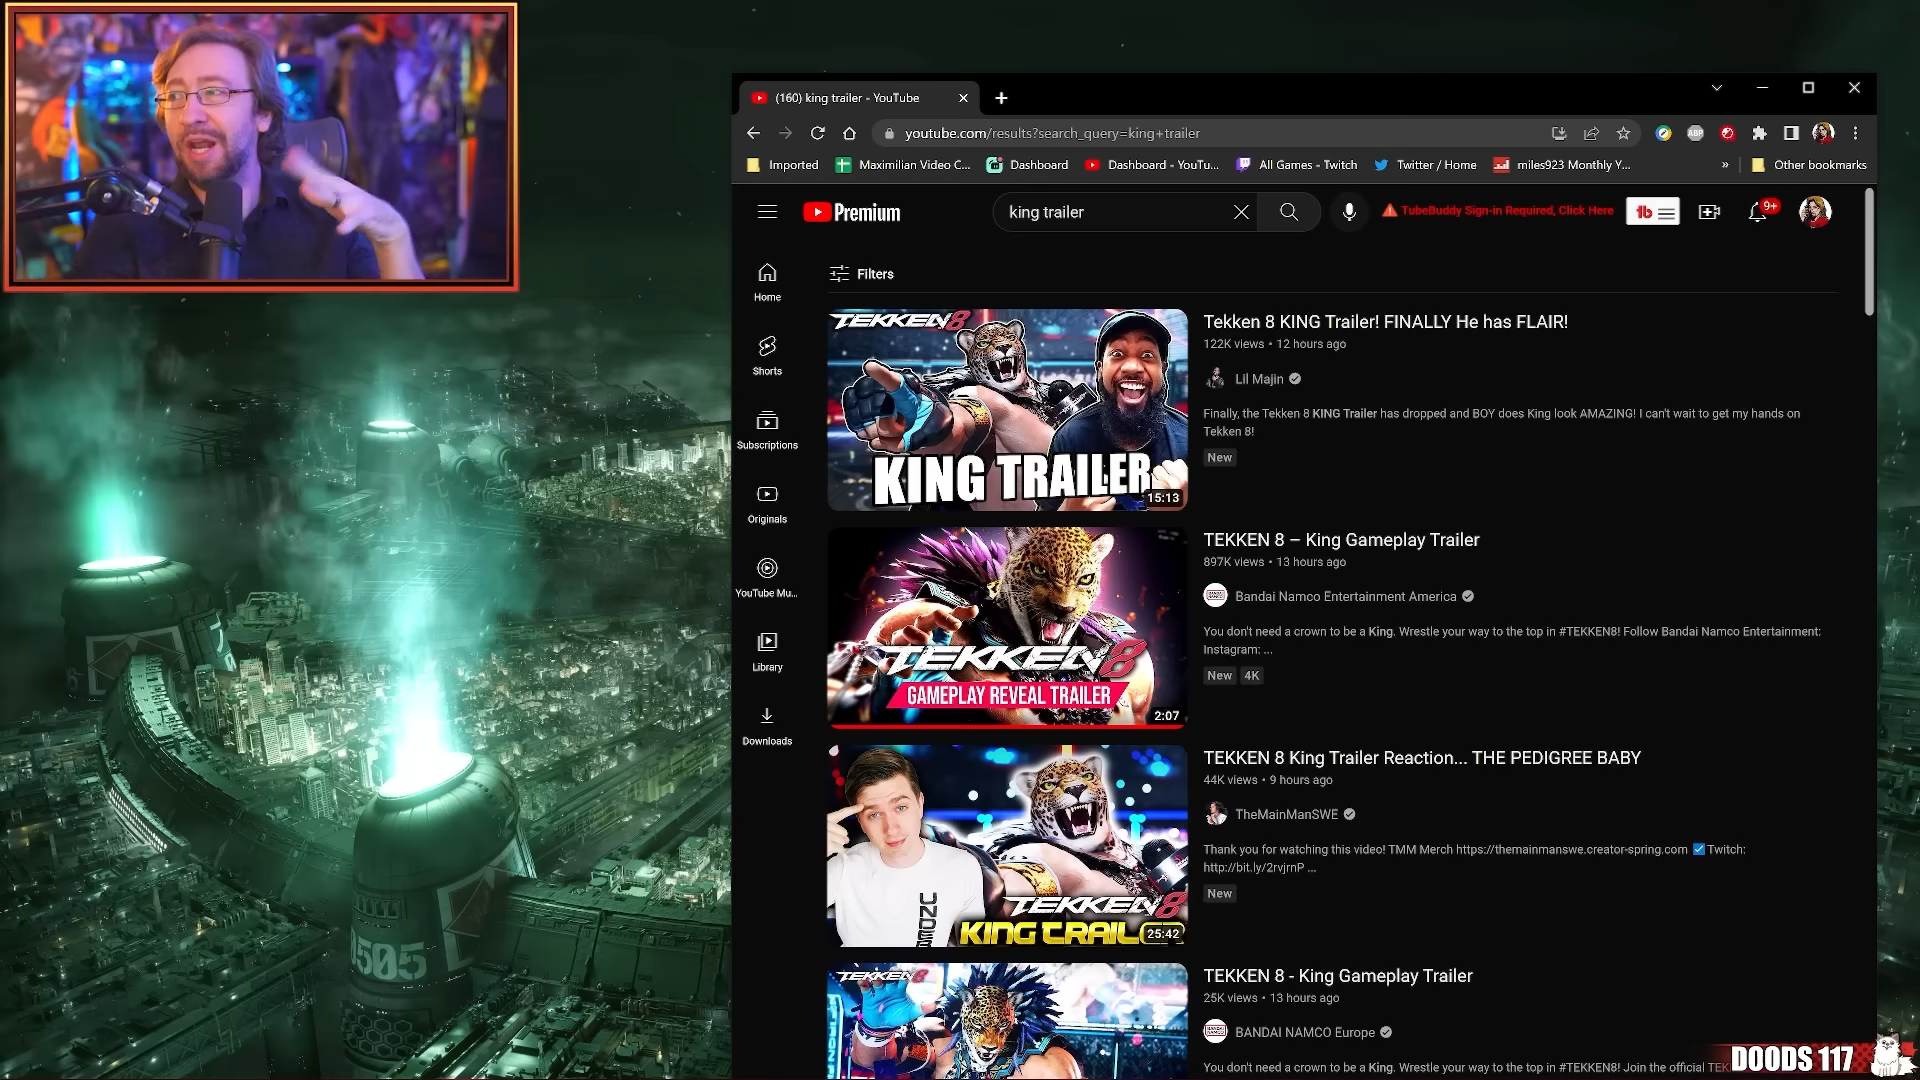 (160) king trailer - YouTube
youtube.com/results?search_query=king+trailer
ABP
Imported
Maximilian Video C...
Dashboard
Dashboard - YouTu...
All Games - Twitch
Twitter / Home
miles923 Monthly Y...
»
Other bookmarks
Premium
king trailer
TubeBuddy Sign-in Required, Click Here
tb
9+
Filters
Home
Shorts
Subscriptions
Originals
YouTube Mu...
Library
Downloads
TEKKEN 8
KING TRAILER
15:13
Tekken 8 KING Trailer! FINALLY He has FLAIR!
122K views • 12 hours ago
Lil Majin
Finally, the Tekken 8 KING Trailer has dropped and BOY does King look AMAZING! I can't wait to get my hands on
Tekken 8!
New
TEKKEN 8
GAMEPLAY REVEAL TRAILER
2:07
TEKKEN 8 – King Gameplay Trailer
897K views • 13 hours ago
Bandai Namco Entertainment America
You don't need a crown to be a King. Wrestle your way to the top in #TEKKEN8! Follow Bandai Namco Entertainment:
Instagram: ...
New 4K
TEKKEN 8
KING TRAIL
25:42
TEKKEN 8 King Trailer Reaction... THE PEDIGREE BABY
44K views • 9 hours ago
TheMainManSWE
Thank you for watching this video! TMM Merch https://themainmanswe.creator-spring.com ☑Twitch:
http://bit.ly/2rvjrnP ...
New
TEKKEN 8
TEKKEN 8 - King Gameplay Trailer
25K views • 13 hours ago
BANDAI NAMCO Europe
You don't need a crown to be a King. Wrestle your way to the top in #TEKKEN8! Join the official TEK
0505
DOODS 117